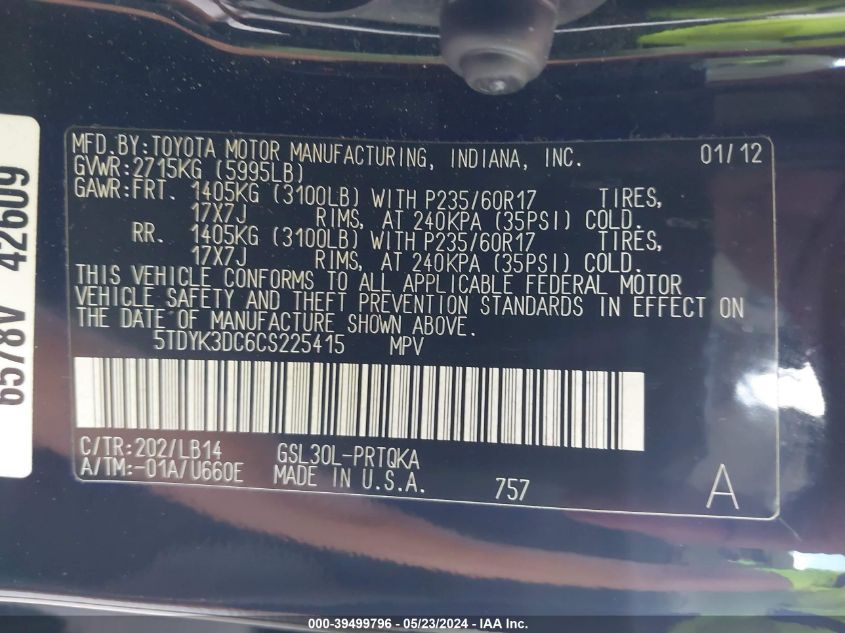 MFD.BY:TOYOTA MOTOR MANUFACTURING, INDIANA, INC. 01/12
GVWR:2715KG (5995LB)
GAWR:FRT. 1405KG (3100LB) WITH P235/60R17 TIRES,
17X7J RIMS, AT 240KPA (35PSI) COLD.
RR. 1405KG (3100LB) WITH P235/60R17 TIRES,
17X7J RIMS, AT 240KPA (35PSI) COLD.
THIS VEHICLE CONFORMS TO ALL APPLICABLE FEDERAL MOTOR
VEHICLE SAFETY AND THEFT PREVENTION STANDARDS IN EFFECT ON
THE DATE OF MANUFACTURE SHOWN ABOVE.
5TDYK3DC6CS225415 MPV
C/TR:202/LB14 GSL30L-PRTQKA
A/TM:-01A/U660E MADE IN U.S.A. 757 A
6578V 42609
000-39499796 - 05/23/2024 - IAA Inc.